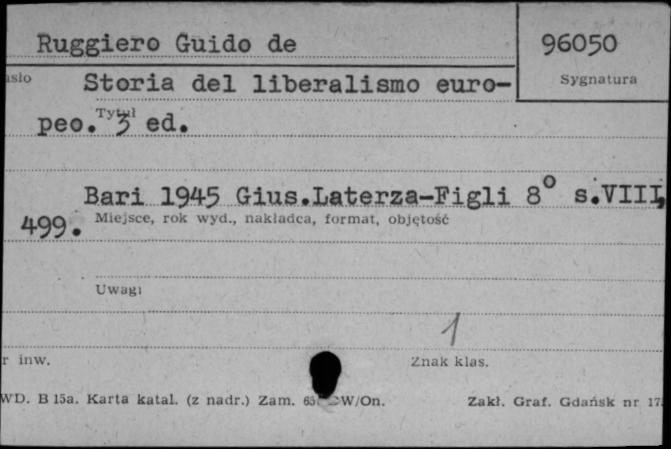 Ruggiero Guido de
96050
asło
Sygnatura
Storia del liberalismo euro-
Tytuł
peo. 3 ed.
Bari 1945 Gius.Laterza-Figli 8° s.VIII,
Miejsce, rok wyd., nakładca, format, objętość
499.
Uwagi
1
r inw.
Znak klas.
WD. B 15a. Karta katal. (z nadr.) Zam. W/On.
Zakł. Graf. Gdańsk nr 17